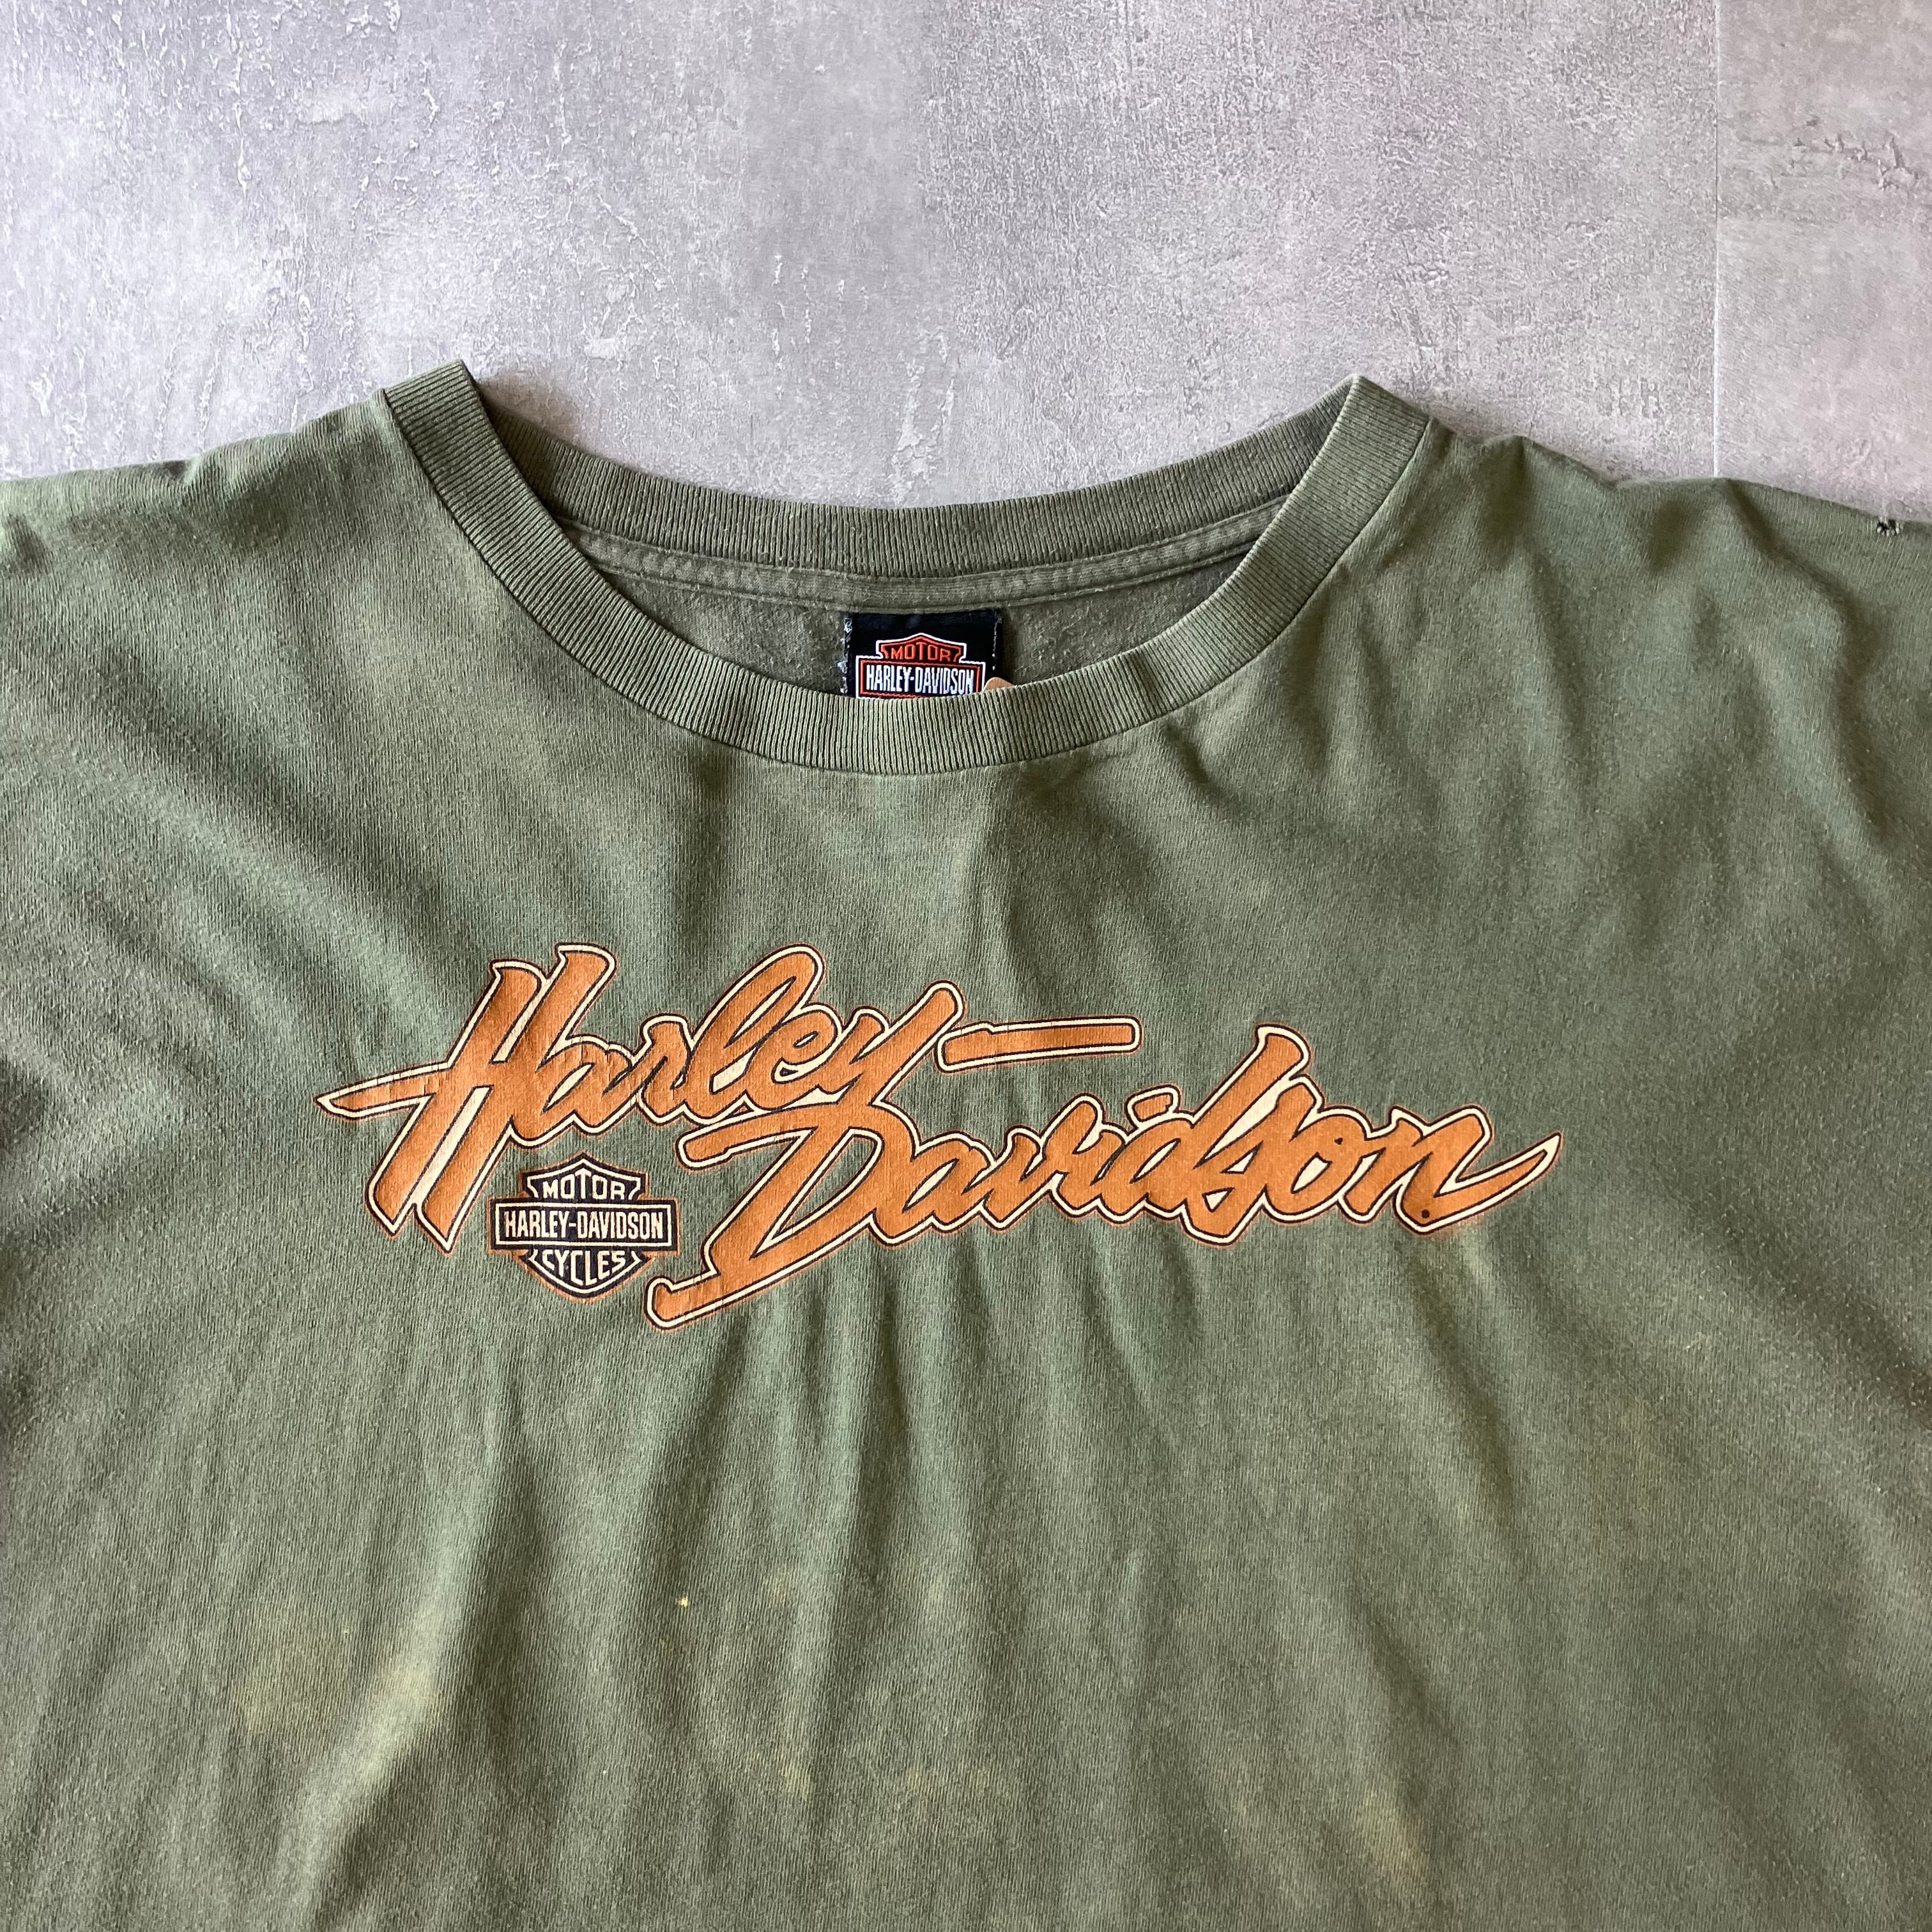 MOTOR
HARLEY-DAVIDSON
Harley-
Davidson
MOTOR
HARLEY-DAVIDSON
CYCLES